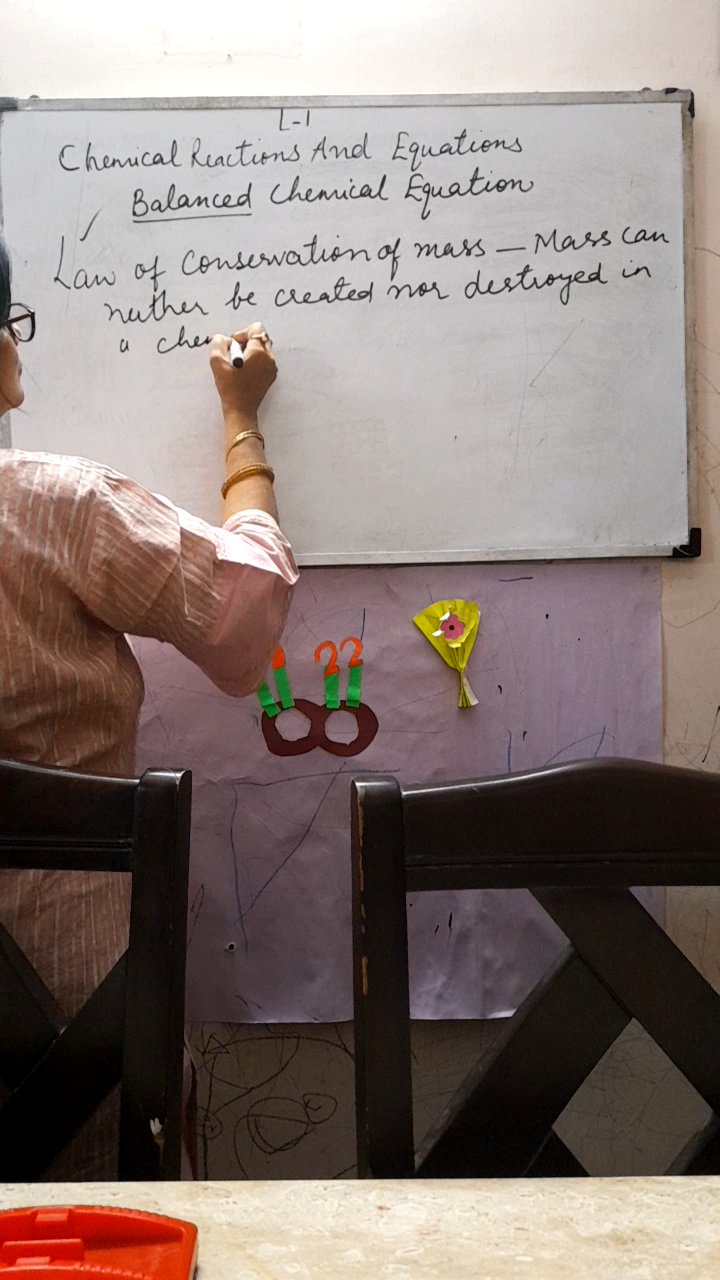 L-1
Chemical Reactions And Equations
Balanced Chemical Equation
Law of Conservation of mass – Mass can
neither be created nor destroyed in
a chem